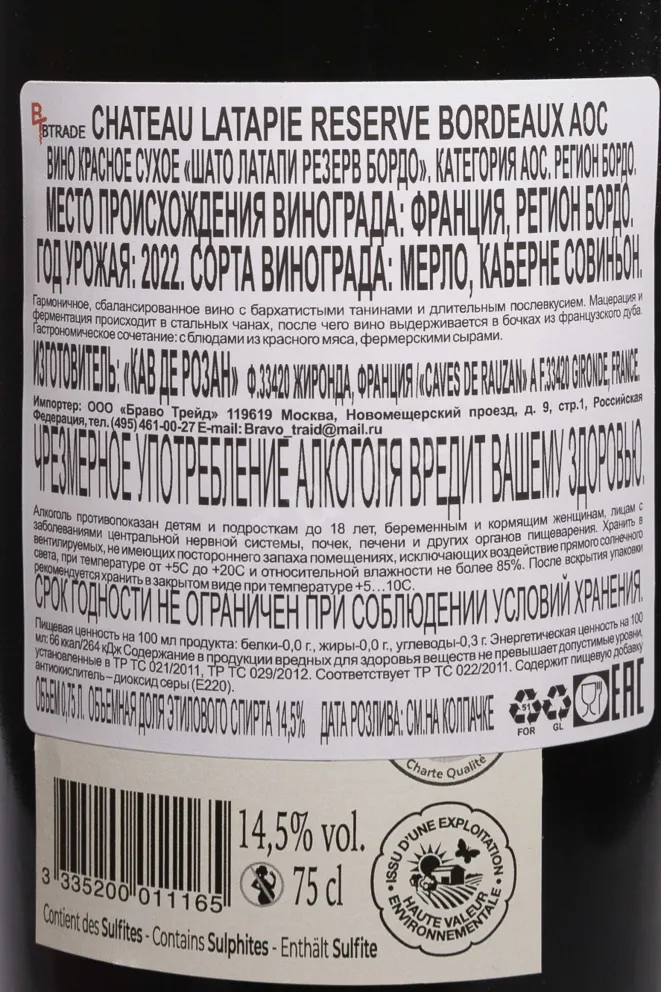 BTRADE CHATEAU LATAPIE RESERVE BORDEAUX AOC
ВИНО КРАСНОЕ СУХОЕ «ШАТО ЛАТАПИ РЕЗЕРВ БОРДО». КАТЕГОРИЯ АОС. РЕГИОН БОРДО.
МЕСТО ПРОИСХОЖДЕНИЯ ВИНОГРАДА: ФРАНЦИЯ, РЕГИОН БОРДО.
ГОД УРОЖАЯ: 2022. СОРТА ВИНОГРАДА: МЕРЛО, КАБЕРНЕ СОВИНЬОН.
Гармоничное, сбалансированное вино с бархатистыми танинами и длительным послевкусием. Мацерация и
ферментация происходит в стальных чанах, после чего вино выдерживается в бочках из французского дуба.
Гастрономическое сочетание: с блюдами из красного мяса, фермерскими сырами.
ИЗГОТОВИТЕЛЬ: «КАВ ДЕ РОЗАН» Ф.33420 ЖИРОНДА, ФРАНЦИЯ /«CAVES DE RAUZAN» A F.33420 GIRONDE, FRANCE.
Импортер: ООО «Браво Трейд» 119619 Москва, Новомещерский проезд, д. 9, стр.1, Российская
Федерация, тел. (495) 461-00-27 E-mail: Bravo_traid@mail.ru
ЧРЕЗМЕРНОЕ УПОТРЕБЛЕНИЕ АЛКОГОЛЯ ВРЕДИТ ВАШЕМУ ЗДОРОВЬЮ.
Алкоголь противопоказан детям и подросткам до 18 лет, беременным и кормящим женщинам, лицам с
заболеваниями центральной нервной системы, почек, печени и других органов пищеварения. Хранить в
вентилируемых, не имеющих постороннего запаха помещениях, исключающих воздействие прямого солнечного
света, при температуре от +5С до +20С и относительной влажности не более 85%. После вскрытия упаковки
рекомендуется хранить в закрытом виде при температуре +5...10С.
СРОК ГОДНОСТИ НЕ ОГРАНИЧЕН ПРИ СОБЛЮДЕНИИ УСЛОВИЙ ХРАНЕНИЯ.
Пищевая ценность на 100 мл продукта: белки-0,0 г., жиры-0,0 г., углеводы-0,3 г. Энергетическая ценность на 100
мл: 66 ккал/264 кДж Содержание в продукции вредных для здоровья веществ не превышает допустимые уровни,
установленные в ТР ТС 021/2011, ТР ТС 029/2012. Соответствует ТР ТС 022/2011. Содержит пищевую добавку
антиокислитель – диоксид серы (Е220).
ОБЪЕМ 0,75 Л. ОБЪЕМНАЯ ДОЛЯ ЭТИЛОВОГО СПИРТА 14,5% ДАТА РОЗЛИВА: СМ. НА КОЛПАЧКЕ
51
FOR GL
EAC
Charte Qualité
14,5% vol.
75 cl
3 335200 011165
ISSU D'UNE EXPLOITATION
HAUTE VALEUR
ENVIRONNEMENTALE
Contient des Sulfites - Contains Sulphites - Enthält Sulfite